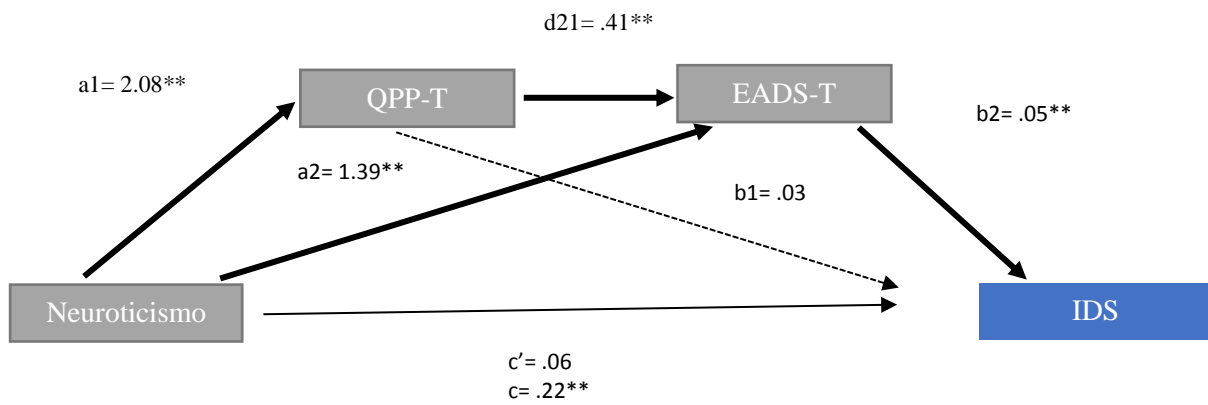 d21= .41**
a1= 2.08**
QPP-T
EADS-T
b2= .05**
a2= 1.39**
b1= .03
Neuroticismo
IDS
c’= .06
c= .22**